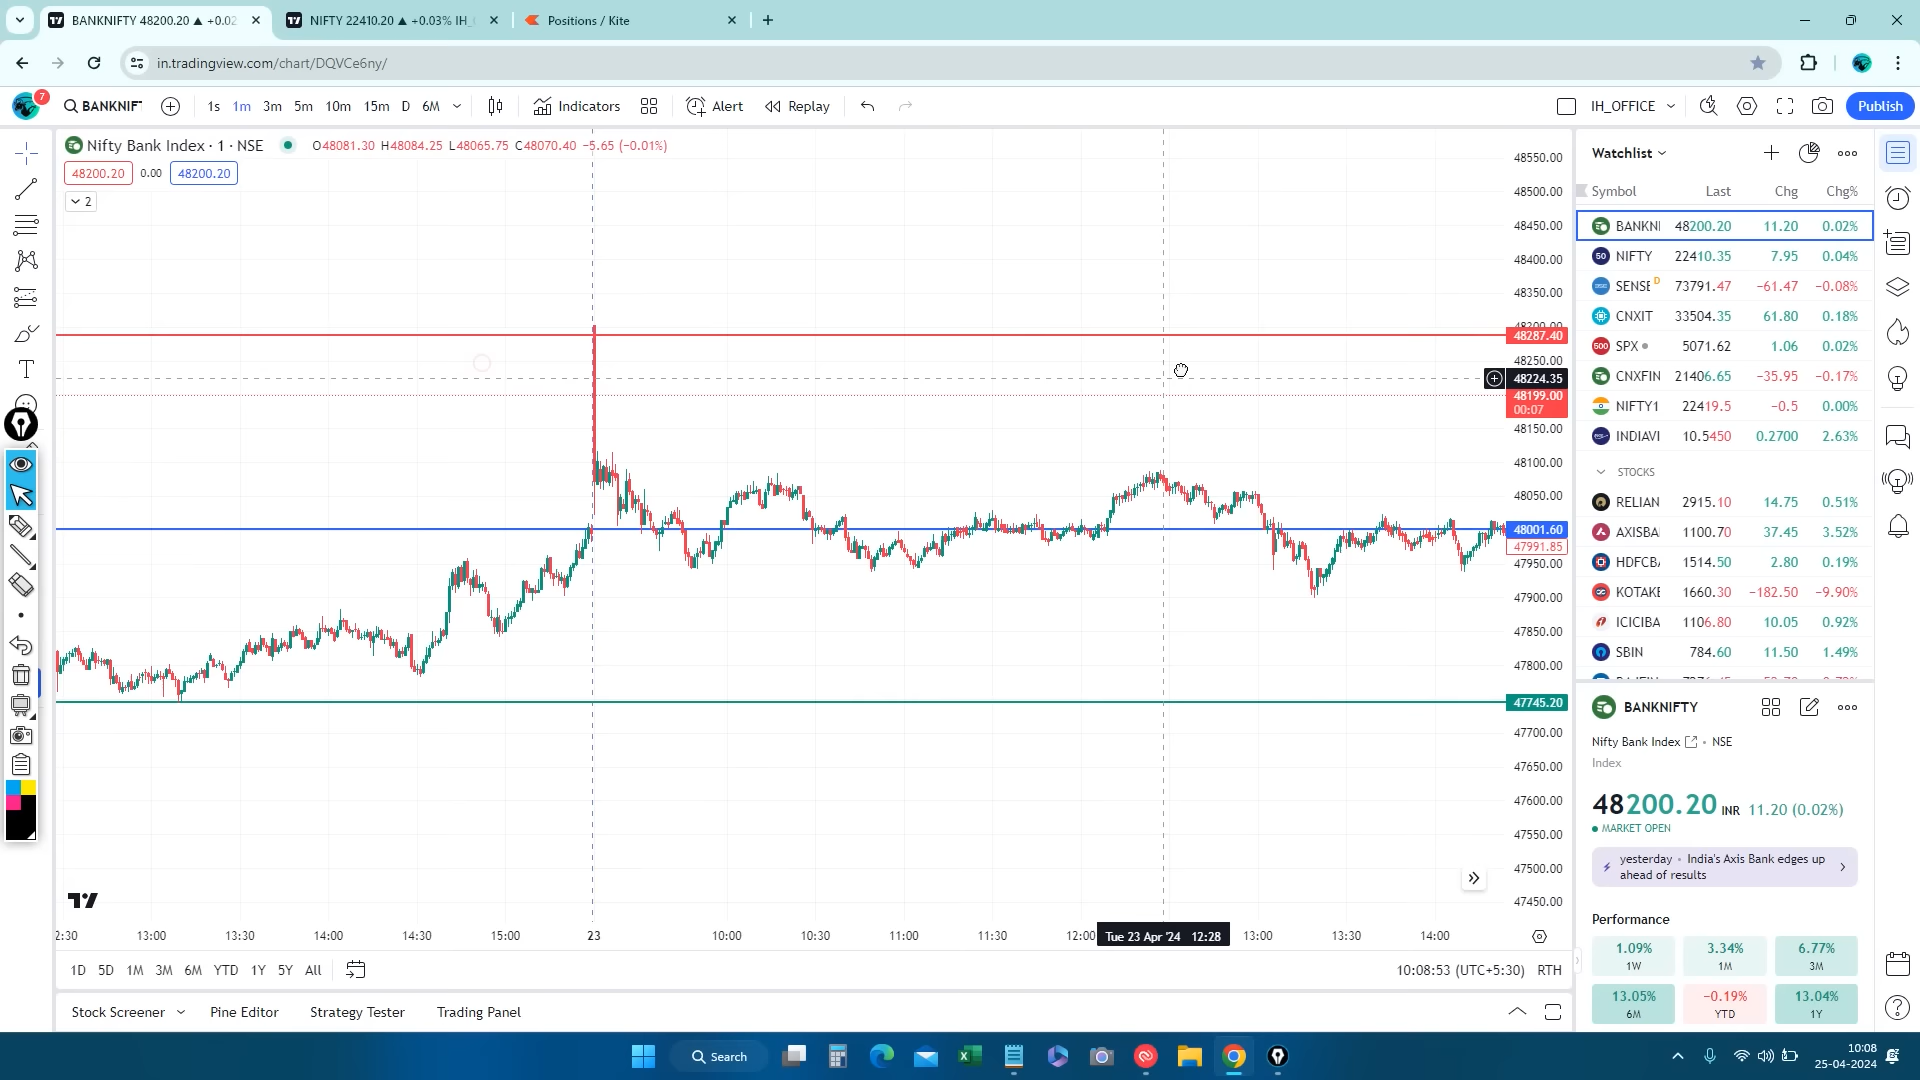 BANKNIFTY 48200.20 ▲ +0.02
NIFTY 22410.20 ▲ +0.03% IH_
Positions / Kite
in.tradingview.com/chart/DQVCe6ny/
7
BANKNIF
1s 1m 3m 5m 10m 15m D 6M
Indicators
Alert
Replay
IH_OFFICE
Publish
Nifty Bank Index · 1 · NSE
O48081.30 H48084.25 L48065.75 C48070.40 −5.65 (−0.01%)
48200.20 0.00 48200.20
2
48550.00
48500.00
48450.00
48400.00
48350.00
48287.40
48250.00
48224.35
48199.00
00:07
48150.00
48100.00
48050.00
48001.60
47991.85
47950.00
47900.00
47850.00
47800.00
47745.20
47700.00
47650.00
47600.00
47550.00
47500.00
47450.00
2:30 13:00 13:30 14:00 14:30 15:00 23 10:00 10:30 11:00 11:30 12:00 Tue 23 Apr '24 12:28 13:00 13:30 14:00
1D 5D 1M 3M 6M YTD 1Y 5Y All
10:08:53 (UTC+5:30) RTH
Stock Screener Pine Editor Strategy Tester Trading Panel
Watchlist
Symbol Last Chg Chg%
BANKNI 48200.20 11.20 0.02%
50 NIFTY 22410.35 7.95 0.04%
SENSE D 73791.47 −61.47 −0.08%
CNXIT 33504.35 61.80 0.18%
500 SPX 5071.62 1.06 0.02%
CNXFIN 21406.65 −35.95 −0.17%
NIFTY1 22419.5 −0.5 0.00%
INDIAVI 10.5450 0.2700 2.63%
STOCKS
RELIAN 2915.10 14.75 0.51%
AXISBA 1100.70 37.45 3.52%
HDFCB 1514.50 2.80 0.19%
KOTAKE 1660.30 −182.50 −9.90%
ICICIBA 1106.80 10.05 0.92%
SBIN 784.60 11.50 1.49%
BANKNIFTY
Nifty Bank Index • NSE
Index
48200.20 INR 11.20 (0.02%)
MARKET OPEN
yesterday • India's Axis Bank edges up
ahead of results
Performance
1.09% 3.34% 6.77%
1W 1M 3M
13.05% −0.19% 13.04%
6M YTD 1Y
Search
10:08
25-04-2024